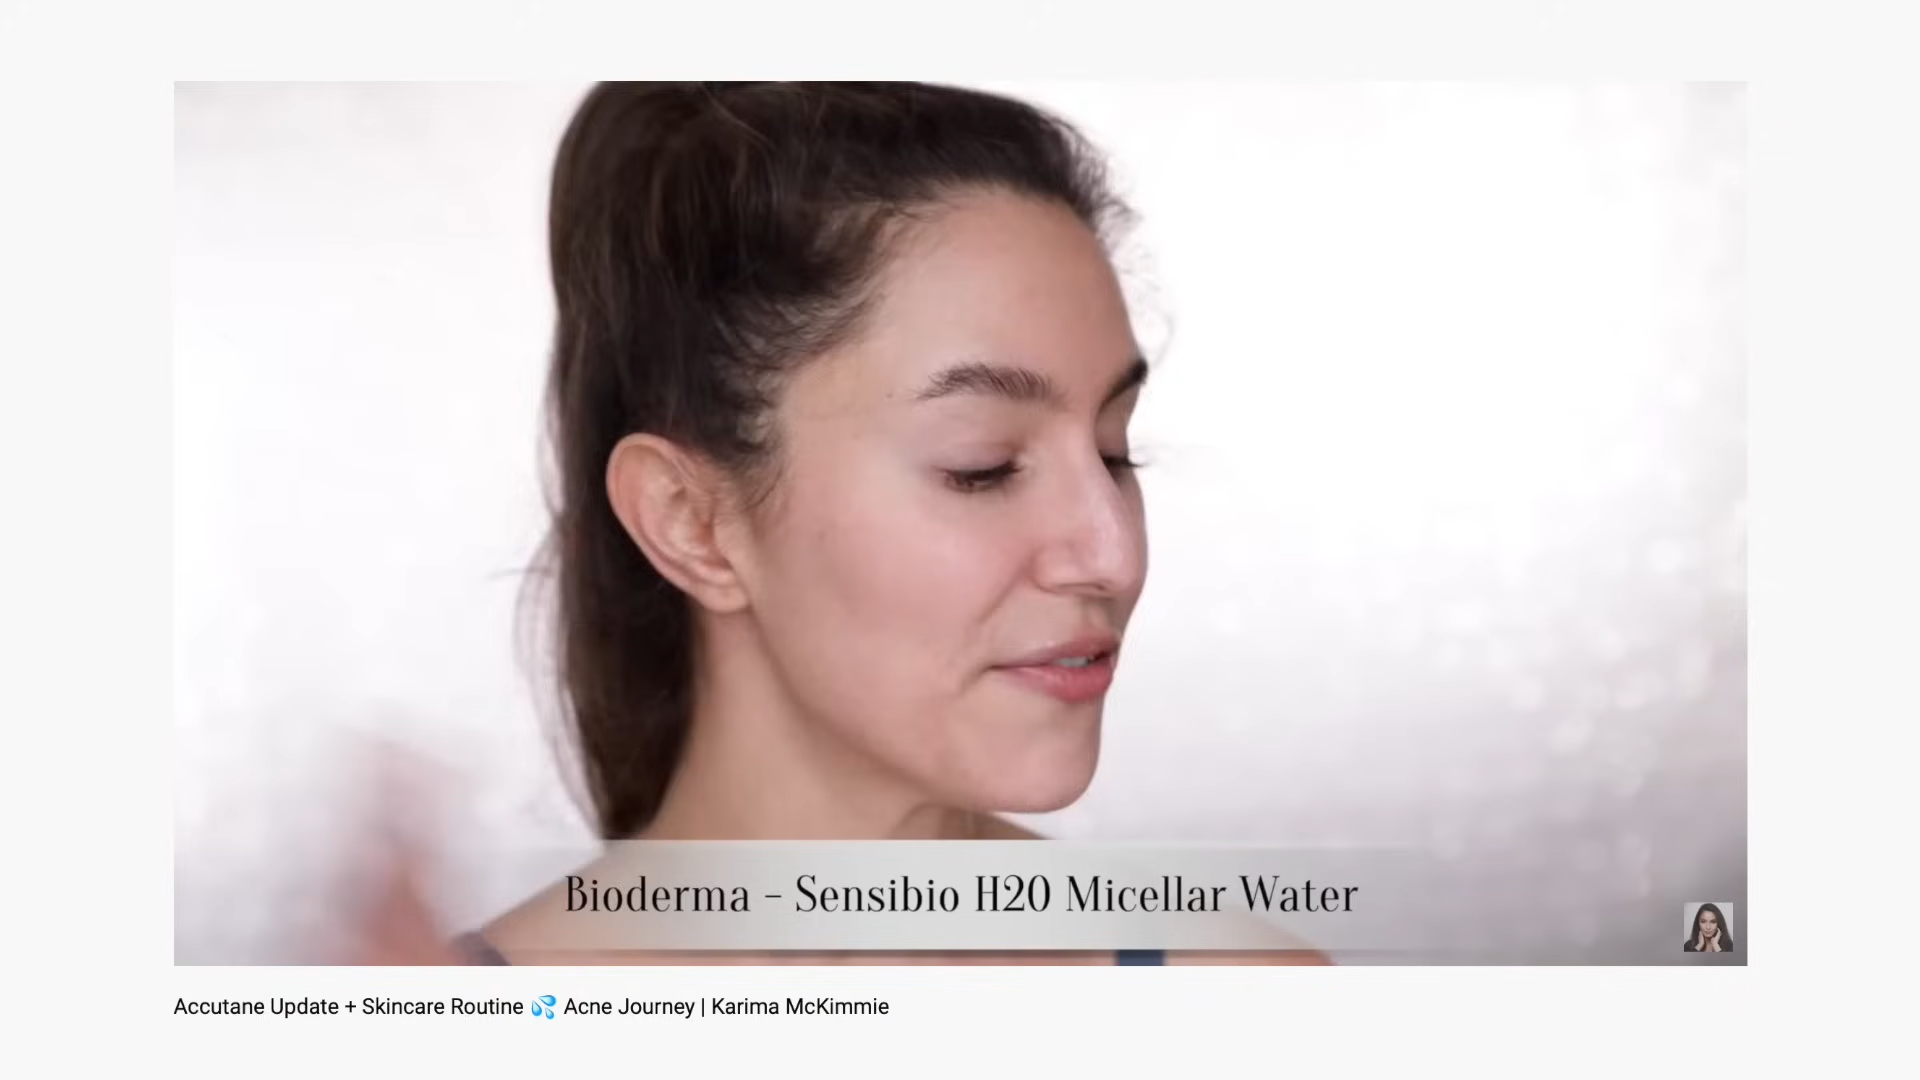 Bioderma - Sensibio H20 Micellar Water
Accutane Update + Skincare Routine 💦 Acne Journey | Karima McKimmie